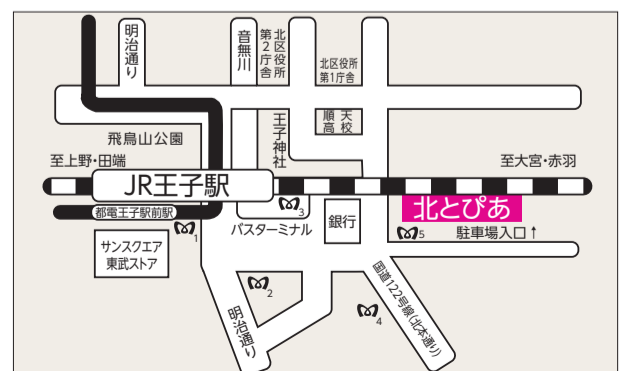 明治通り
音無川
北区役所
第2庁舎
北区役所
第1庁舎
順天
高校
王子神社
飛鳥山公園
至上野・田端
至大宮・赤羽
JR王子駅
北とぴあ
都電王子駅前駅
1
3
バスターミナル
銀行
5
駐車場入口↑
サンスクエア
東武ストア
2
4
明治通り
国道122号線(北本通り)